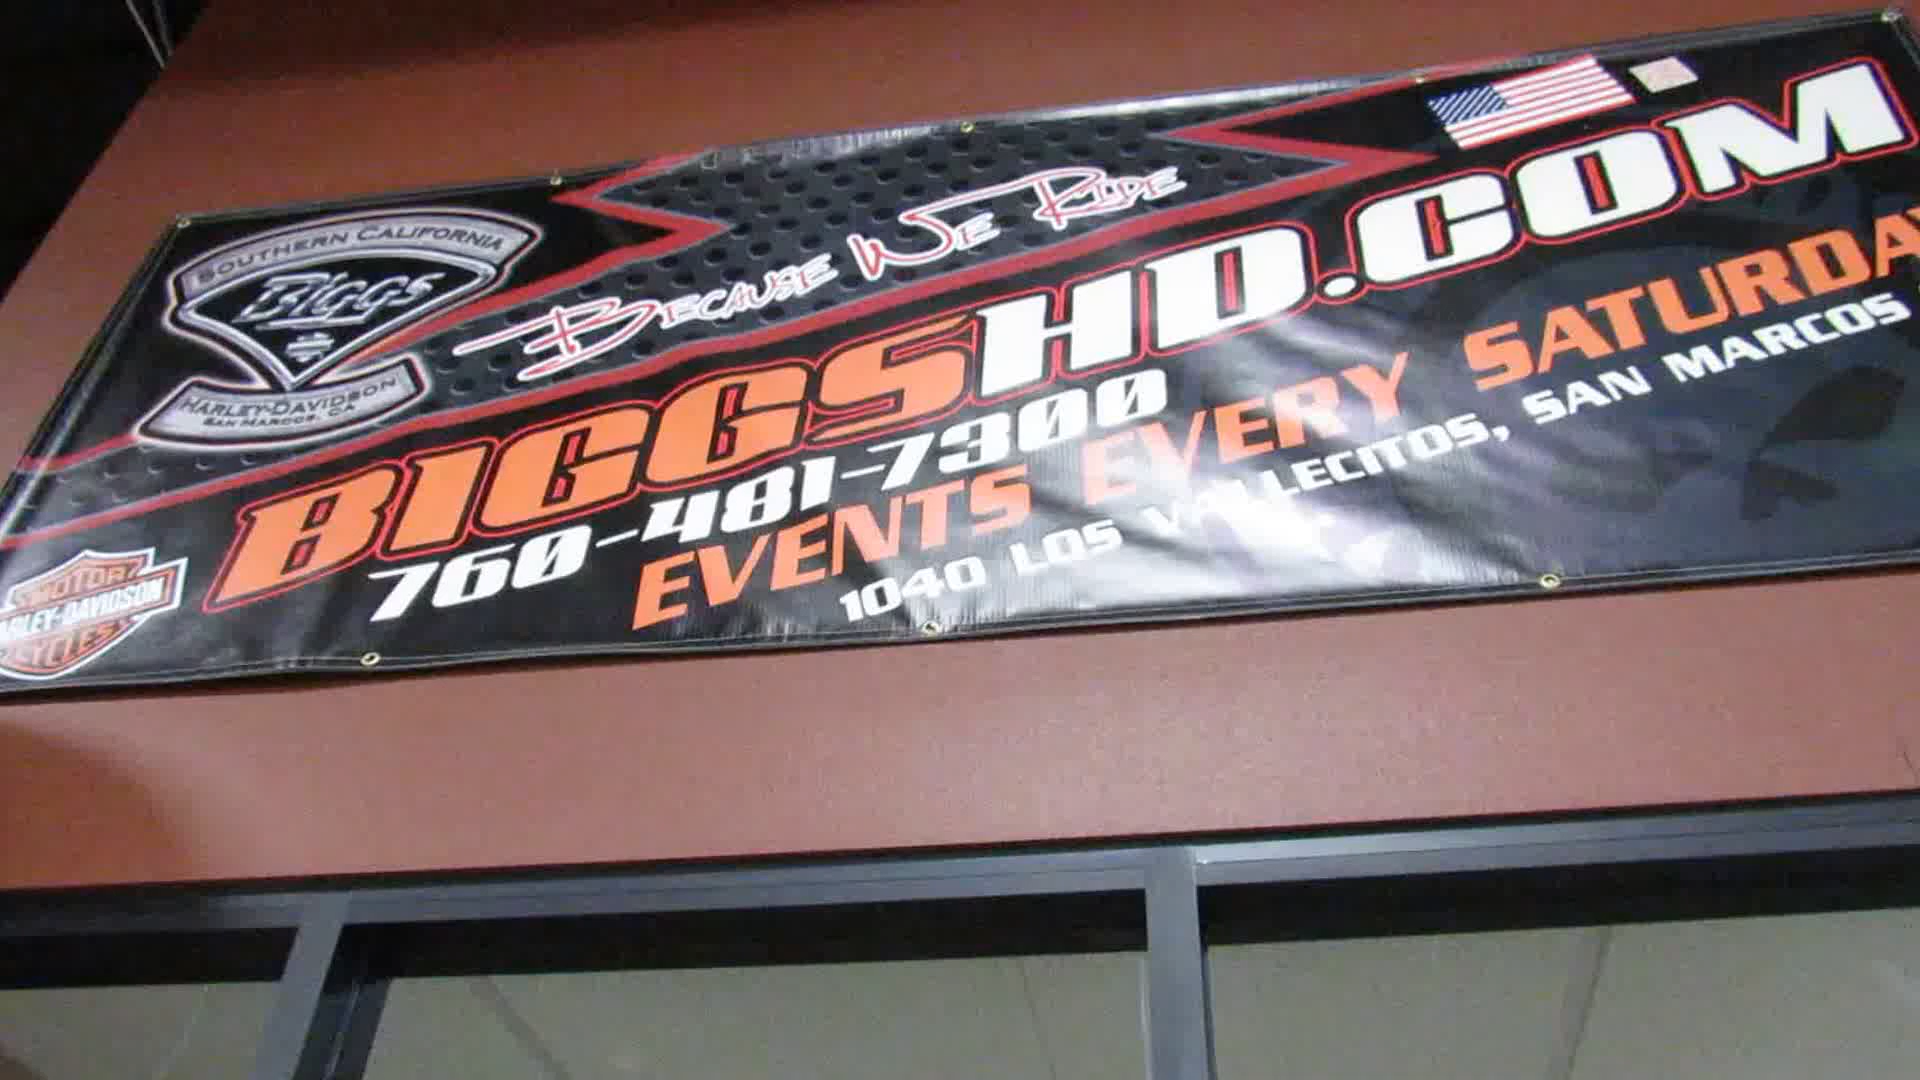 SOUTHERN CALIFORNIA
BIGGS
HARLEY-DAVIDSON
SAN MARCOS, CA
BECAUSE WE RIDE
BIGGSHD.COM
760-481-7300
EVENTS EVERY SATURDA
1040 LOS VALLECITOS, SAN MARCOS
MOTOR
HARLEY-DAVIDSON
CYCLES